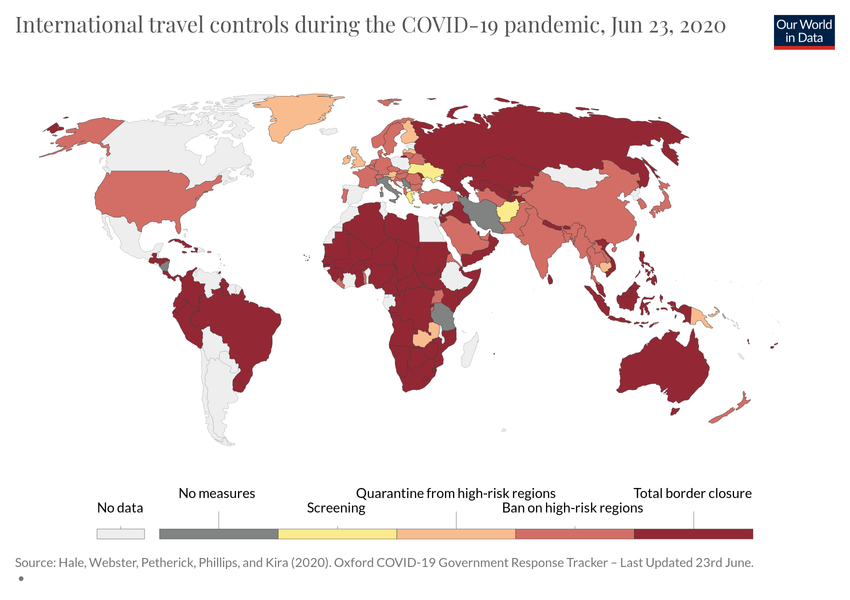 International travel controls during the COVID-19 pandemic, Jun 23, 2020
Our World
in Data
No data
No measures
Screening
Quarantine from high-risk regions
Ban on high-risk regions
Total border closure
Source: Hale, Webster, Petherick, Phillips, and Kira (2020). Oxford COVID-19 Government Response Tracker – Last Updated 23rd June.